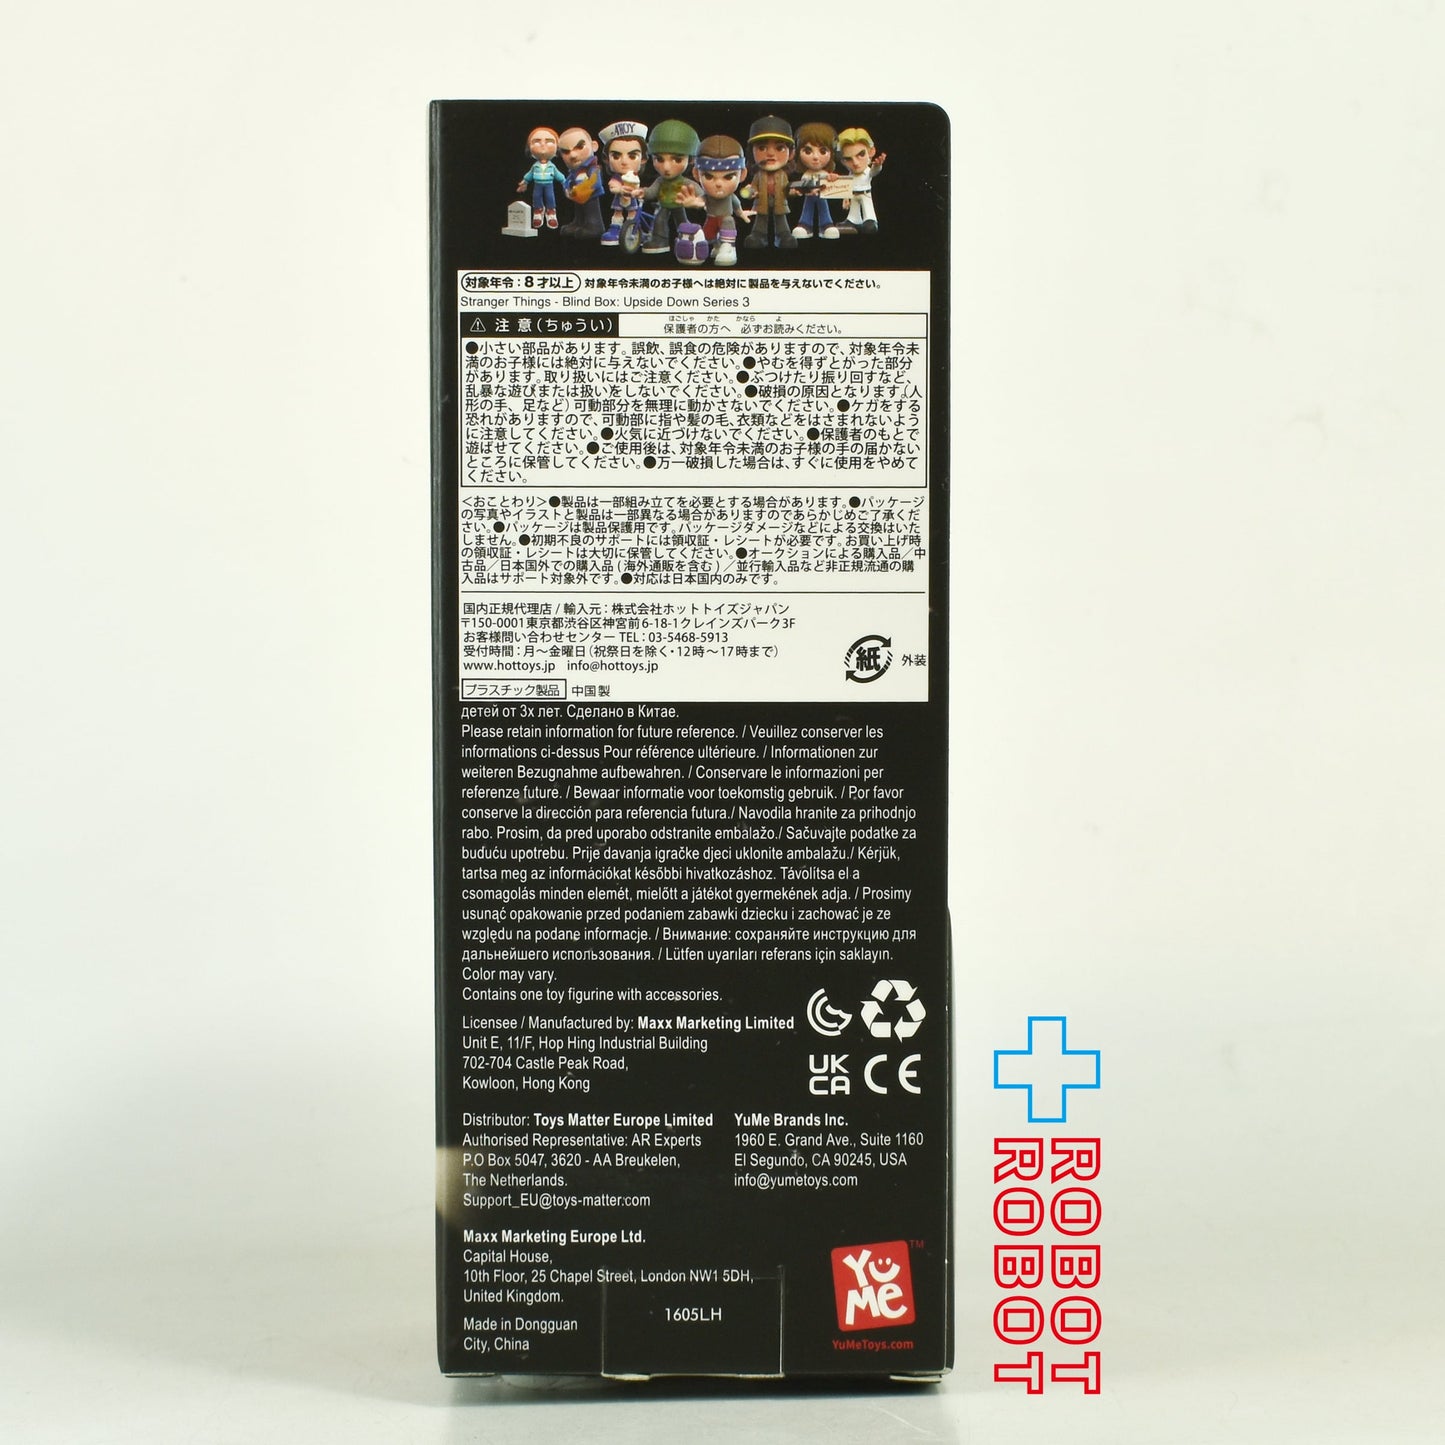 AHOY
対象年令:8才以上 対象年令未満のお子様へは絶対に製品を与えないでください。
Stranger Things - Blind Box: Upside Down Series 3
注意(ちゅうい) 保護者の方へ 必ずお読みください。
ほごしゃ かた かなら よ
●小さい部品があります。誤飲、誤食の危険がありますので、対象年令未
満のお子様には絶対に与えないでください。●やむを得ずとがった部分
があります。取り扱いにはご注意ください。●ぶつけたり振り回すなど、
乱暴な遊びまたは扱いをしないでください。●破損の原因となります(人
形の手、足など)可動部分を無理に動かさないでください。●ケガをする
恐れがありますので、可動部に指や髪の毛、衣類などをはさまれないよう
に注意してください。●火気に近づけないでください。●保護者のもとで
遊ばせてください。●ご使用後は、対象年令未満のお子様の手の届かない
ところに保管してください。●万一破損した場合は、すぐに使用をやめて
ください。
<おことわり>●製品は一部組み立てを必要とする場合があります。●パッケージ
の写真やイラストと製品は一部異なる場合がありますのであらかじめご了承くだ
さい。●パッケージは製品保護用です。パッケージダメージなどによる交換はいた
しません。●初期不良のサポートには領収証・レシートが必要です。お買い上げ時
の領収証・レシートは大切に保管してください。●オークションによる購入品/中
古品/日本国外での購入品(海外通販を含む)/並行輸入品など非正規流通の購
入品はサポート対象外です。●対応は日本国内のみです。
国内正規代理店 / 輸入元:株式会社ホットトイズジャパン
〒150-0001東京都渋谷区神宮前6-18-1クレインズパーク3F
お客様問い合わせセンター TEL:03-5468-5913
受付時間:月~金曜日(祝祭日を除く・12時~17時まで)
www.hottoys.jp info@hottoys.jp
紙 外装
プラスチック製品 中国製
детей от 3х лет. Сделано в Китае.
Please retain information for future reference. / Veuillez conserver les
informations ci-dessus Pour référence ultérieure. / Informationen zur
weiteren Bezugnahme aufbewahren. / Conservare le informazioni per
referenze future. / Bewaar informatie voor toekomstig gebruik. / Por favor
conserve la dirección para referencia futura./ Navodila hranite za prihodnjo
rabo. Prosim, da pred uporabo odstranite embalažo./ Sačuvajte podatke za
buduću upotrebu. Prije davanja igračke djeci uklonite ambalažu./ Kérjük,
tartsa meg az információkat későbbi hivatkozáshoz. Távolítsa el a
csomagolás minden elemét, mielőtt a játékot gyermekének adja. / Prosimy
usunąć opakowanie przed podaniem zabawki dziecku i zachować je ze
względu na podane informacje. / Внимание: сохраняйте инструкцию для
дальнейшего использования. / Lütfen uyarıları referans için saklayın.
Color may vary.
Contains one toy figurine with accessories.
Licensee / Manufactured by: Maxx Marketing Limited
Unit E, 11/F, Hop Hing Industrial Building
702-704 Castle Peak Road,
Kowloon, Hong Kong
UK
CA CE
Distributor: Toys Matter Europe Limited
Authorised Representative: AR Experts
P.O Box 5047, 3620 - AA Breukelen,
The Netherlands.
Support_EU@toys-matter.com
YuMe Brands Inc.
1960 E. Grand Ave., Suite 1160
El Segundo, CA 90245, USA
info@yumetoys.com
Maxx Marketing Europe Ltd.
Capital House,
10th Floor, 25 Chapel Street, London NW1 5DH,
United Kingdom.
Made in Dongguan
City, China
1605LH
YuMe TM
YuMeToys.com
ROBOT
ROBOT